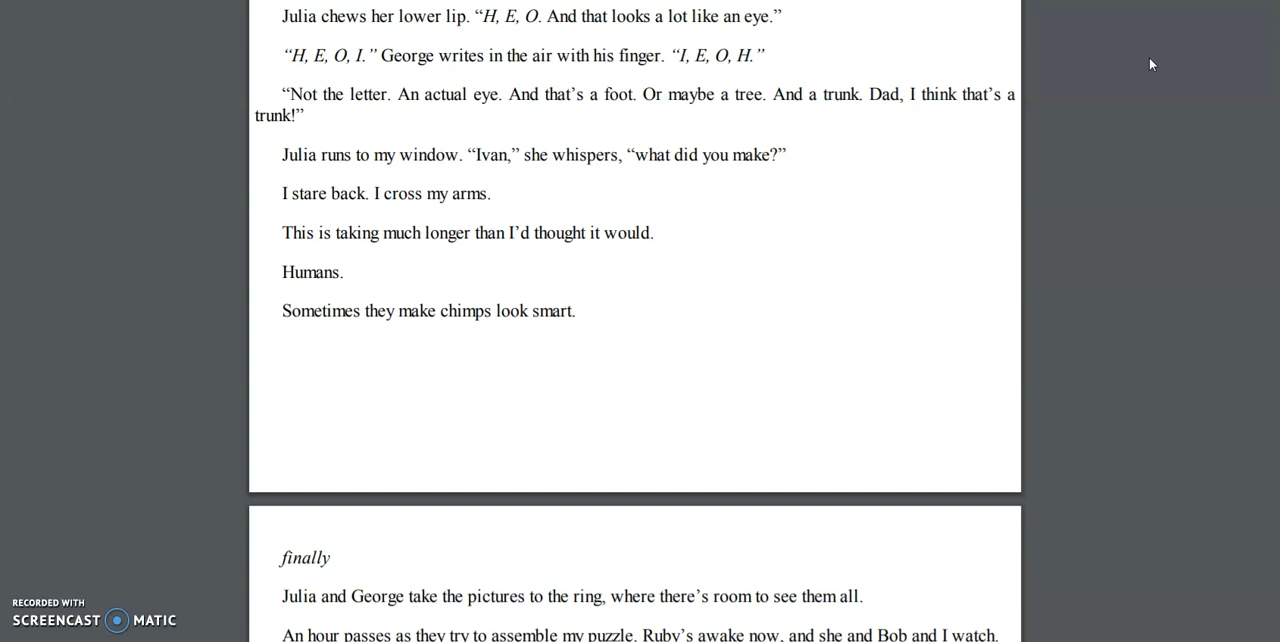 Julia chews her lower lip. “H, E, O. And that looks a lot like an eye.”
“H, E, O, I.” George writes in the air with his finger. “I, E, O, H.”
“Not the letter. An actual eye. And that’s a foot. Or maybe a tree. And a trunk. Dad, I think that’s a
trunk!”
Julia runs to my window. “Ivan,” she whispers, “what did you make?”
I stare back. I cross my arms.
This is taking much longer than I’d thought it would.
Humans.
Sometimes they make chimps look smart.
finally
Julia and George take the pictures to the ring, where there’s room to see them all.
An hour passes as they try to assemble my puzzle. Ruby’s awake now, and she and Bob and I watch.
RECORDED WITH
SCREENCAST MATIC